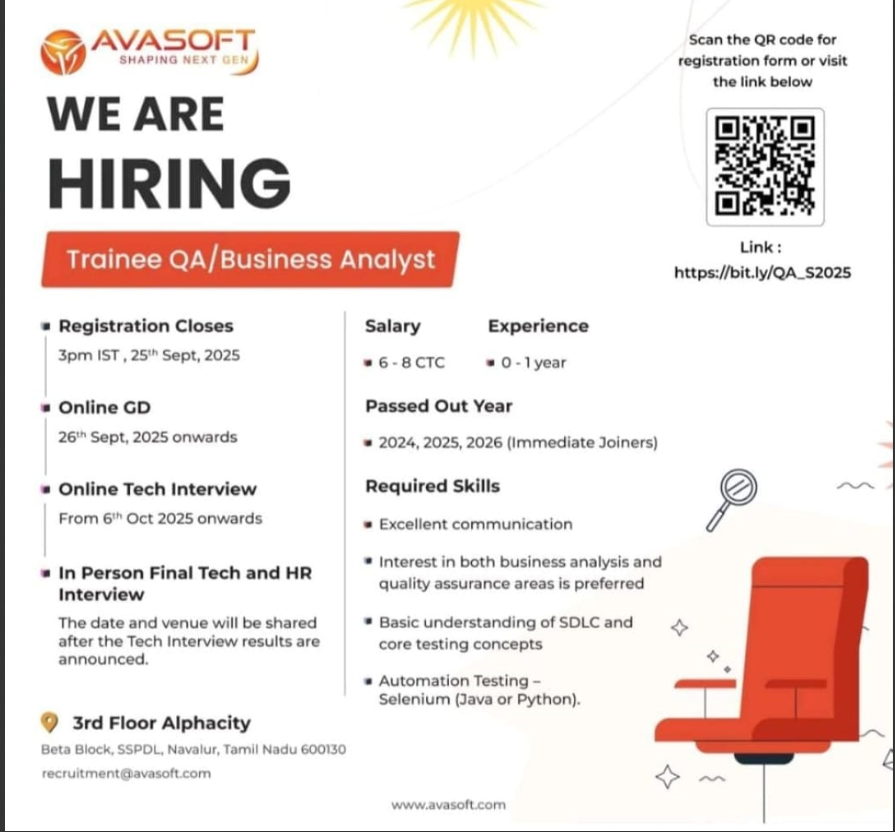 AVASOFT
SHAPING NEXT GEN
WE ARE
HIRING
Trainee QA/Business Analyst
Scan the QR code for
registration form or visit
the link below
Link :
https://bit.ly/QA_S2025
Registration Closes
3pm IST , 25th Sept, 2025
Online GD
26th Sept, 2025 onwards
Online Tech Interview
From 6th Oct 2025 onwards
In Person Final Tech and HR
Interview
The date and venue will be shared
after the Tech Interview results are
announced.
3rd Floor Alphacity
Beta Block, SSPDL, Navalur, Tamil Nadu 600130
recruitment@avasoft.com
Salary
6 - 8 CTC
Experience
0 - 1 year
Passed Out Year
2024, 2025, 2026 (Immediate Joiners)
Required Skills
Excellent communication
Interest in both business analysis and
quality assurance areas is preferred
Basic understanding of SDLC and
core testing concepts
Automation Testing –
Selenium (Java or Python).
www.avasoft.com